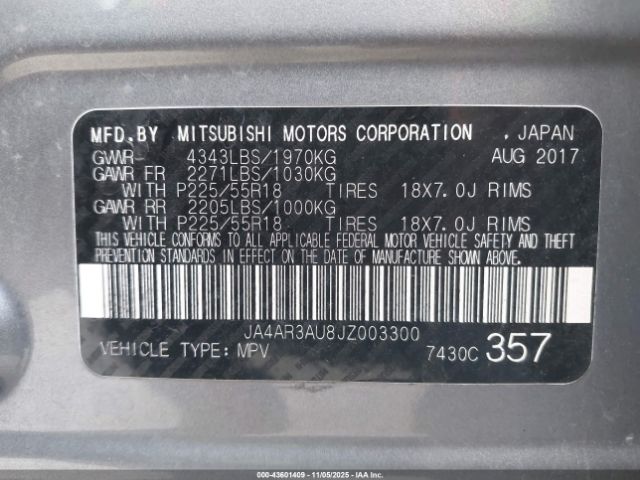 MFD.BY MITSUBISHI MOTORS CORPORATION , JAPAN
GVWR- 4343LBS/1970KG AUG 2017
GAWR FR 2271LBS/1030KG
WITH P225/55R18 TIRES 18X7.0J RIMS
GAWR RR 2205LBS/1000KG
WITH P225/55R18 TIRES 18X7.0J RIMS
THIS VEHICLE CONFORMS TO ALL APPLICABLE FEDERAL MOTOR VEHICLE SAFETY AND THEFT
PREVENTION STANDARDS IN EFFECT ON THE DATE OF MANUFACTURE SHOWN ABOVE.
JA4AR3AU8JZ003300
VEHICLE TYPE: MPV 7430C 357
000-43601409 - 11/05/2025 - IAAI.COM